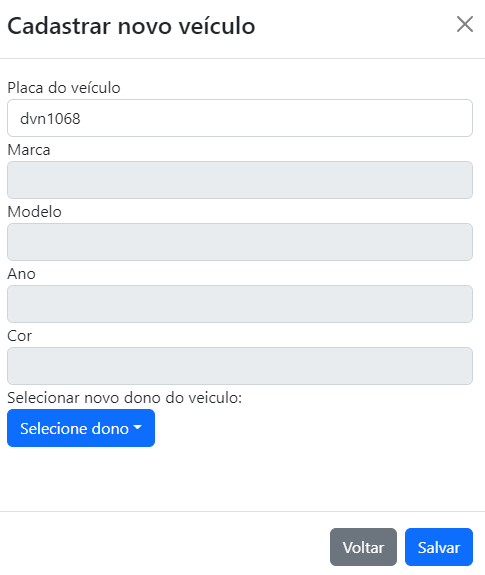 Cadastrar novo veículo
Placa do veículo
dvn1068
Marca
Modelo
Ano
Cor
Selecionar novo dono do veiculo:
Selecione dono
Voltar Salvar